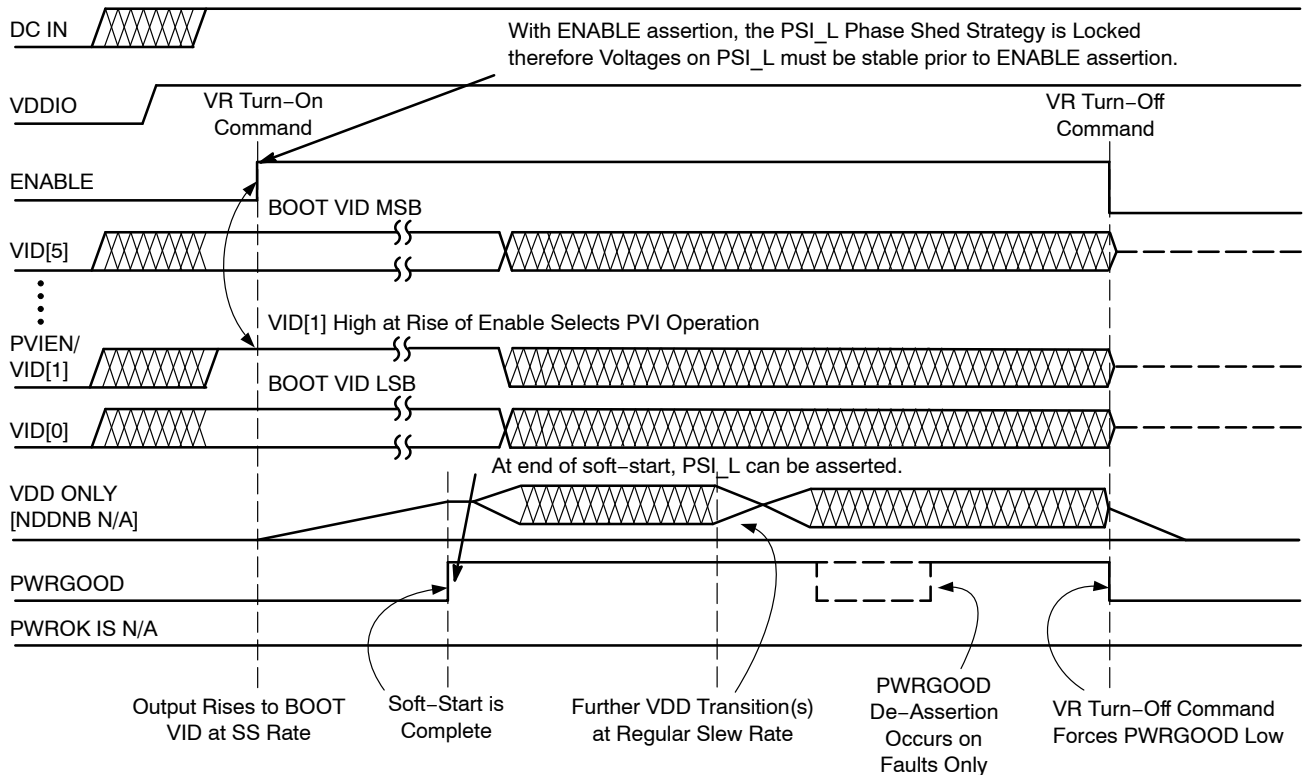 DC IN
With ENABLE assertion, the PSI_L Phase Shed Strategy is Locked
therefore Voltages on PSI_L must be stable prior to ENABLE assertion.
VDDIO
VR Turn−On
Command
VR Turn−Off
Command
ENABLE
BOOT VID MSB
VID[5]
VID[1] High at Rise of Enable Selects PVI Operation
PVIEN/
VID[1]
BOOT VID LSB
VID[0]
At end of soft−start, PSI_L can be asserted.
VDD ONLY
[NDDNB N/A]
PWRGOOD
PWROK IS N/A
Output Rises to BOOT
VID at SS Rate
Soft−Start is
Complete
Further VDD Transition(s)
at Regular Slew Rate
PWRGOOD
De−Assertion
Occurs on
Faults Only
VR Turn−Off Command
Forces PWRGOOD Low